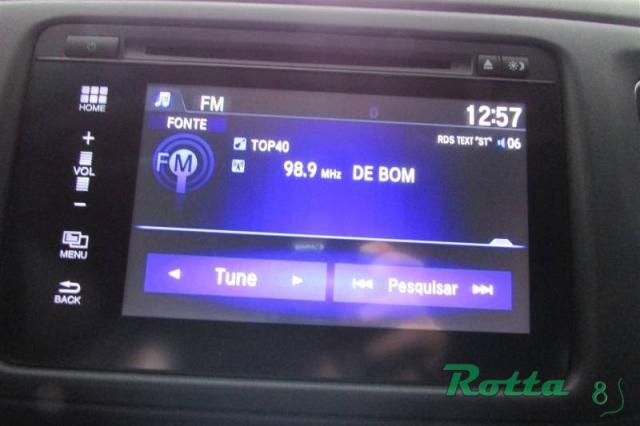 FM
12:57
HOME
FONTE
RDS TEXT "ST" 06
TOP40
FM
98.9 MHz DE BOM
+
VOL
−
MENU
BACK
Tune
Pesquisar
Rotta 8